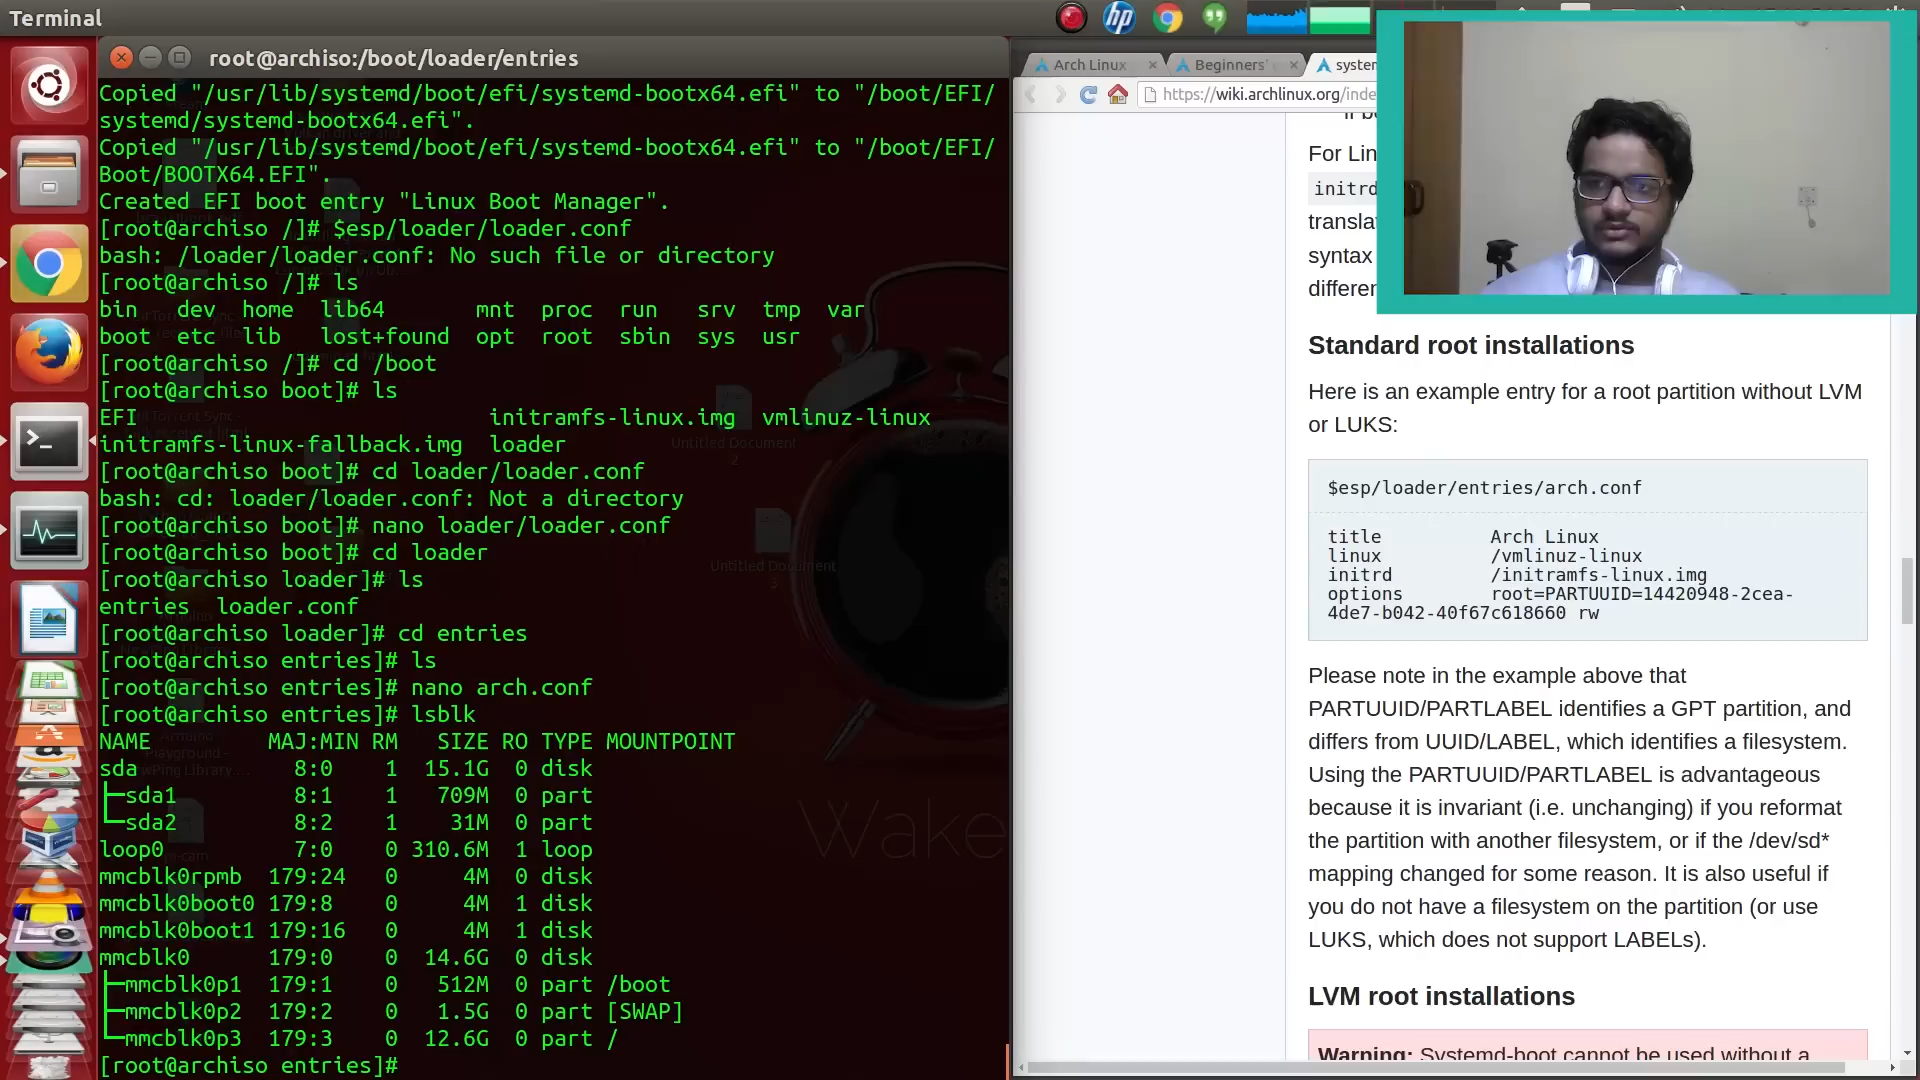 Terminal
root@archiso:/boot/loader/entries
Copied "/usr/lib/systemd/boot/efi/systemd-bootx64.efi" to "/boot/EFI/
systemd/systemd-bootx64.efi".
Copied "/usr/lib/systemd/boot/efi/systemd-bootx64.efi" to "/boot/EFI/
Boot/BOOTX64.EFI".
Created EFI boot entry "Linux Boot Manager".
[root@archiso /]# $esp/loader/loader.conf
bash: /loader/loader.conf: No such file or directory
[root@archiso /]# ls
bin dev home lib64 mnt proc run srv tmp var
boot etc lib lost+found opt root sbin sys usr
[root@archiso /]# cd /boot
[root@archiso boot]# ls
EFI initramfs-linux.img vmlinuz-linux
initramfs-linux-fallback.img loader
[root@archiso boot]# cd loader/loader.conf
bash: cd: loader/loader.conf: Not a directory
[root@archiso boot]# nano loader/loader.conf
[root@archiso boot]# cd loader
[root@archiso loader]# ls
entries loader.conf
[root@archiso loader]# cd entries
[root@archiso entries]# ls
[root@archiso entries]# nano arch.conf
[root@archiso entries]# lsblk
NAME MAJ:MIN RM SIZE RO TYPE MOUNTPOINT
sda 8:0 1 15.1G 0 disk
├─sda1 8:1 1 709M 0 part
└─sda2 8:2 1 31M 0 part
loop0 7:0 0 310.6M 1 loop
mmcblk0rpmb 179:24 0 4M 0 disk
mmcblk0boot0 179:8 0 4M 1 disk
mmcblk0boot1 179:16 0 4M 1 disk
mmcblk0 179:0 0 14.6G 0 disk
├─mmcblk0p1 179:1 0 512M 0 part /boot
├─mmcblk0p2 179:2 0 1.5G 0 part [SWAP]
└─mmcblk0p3 179:3 0 12.6G 0 part /
[root@archiso entries]#
Untitled Document
2
Untitled Document
3
Wake
hp
Arch Linux
Beginners'
system
https://wiki.archlinux.org/inde
For Lin
initrd
translat
syntax
differen
Standard root installations
Here is an example entry for a root partition without LVM
or LUKS:
$esp/loader/entries/arch.conf
title Arch Linux
linux /vmlinuz-linux
initrd /initramfs-linux.img
options root=PARTUUID=14420948-2cea-
4de7-b042-40f67c618660 rw
Please note in the example above that
PARTUUID/PARTLABEL identifies a GPT partition, and
differs from UUID/LABEL, which identifies a filesystem.
Using the PARTUUID/PARTLABEL is advantageous
because it is invariant (i.e. unchanging) if you reformat
the partition with another filesystem, or if the /dev/sd*
mapping changed for some reason. It is also useful if
you do not have a filesystem on the partition (or use
LUKS, which does not support LABELs).
LVM root installations
Warning: Systemd-boot cannot be used without a